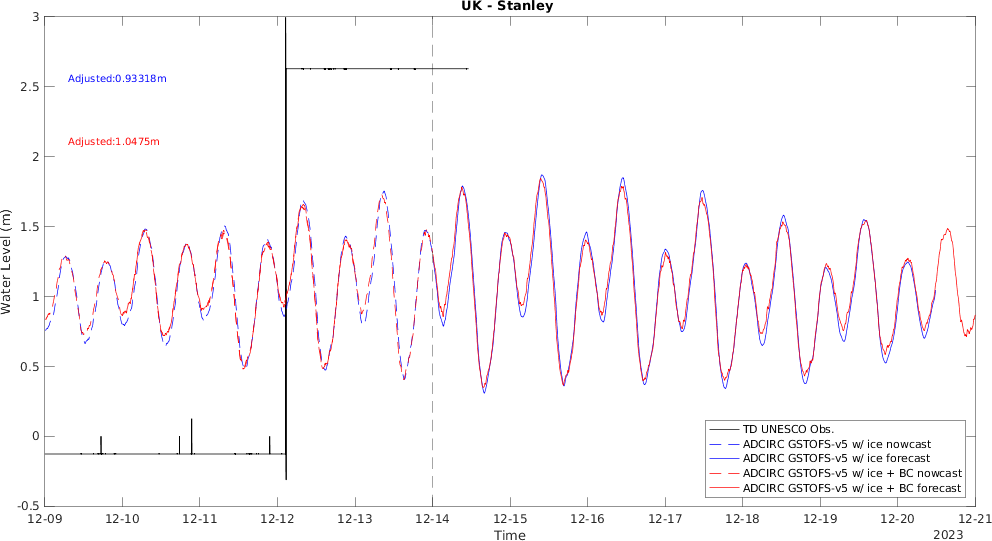 UK - Stanley
3
2.5
2
1.5
1
0.5
0
-0.5
Water Level (m)
Adjusted:0.93318m
Adjusted:1.0475m
TD UNESCO Obs.
ADCIRC GSTOFS-v5 w/ ice nowcast
ADCIRC GSTOFS-v5 w/ ice forecast
ADCIRC GSTOFS-v5 w/ ice + BC nowcast
ADCIRC GSTOFS-v5 w/ ice + BC forecast
12-09 12-10 12-11 12-12 12-13 12-14 12-15 12-16 12-17 12-18 12-19 12-20 12-21
Time
2023